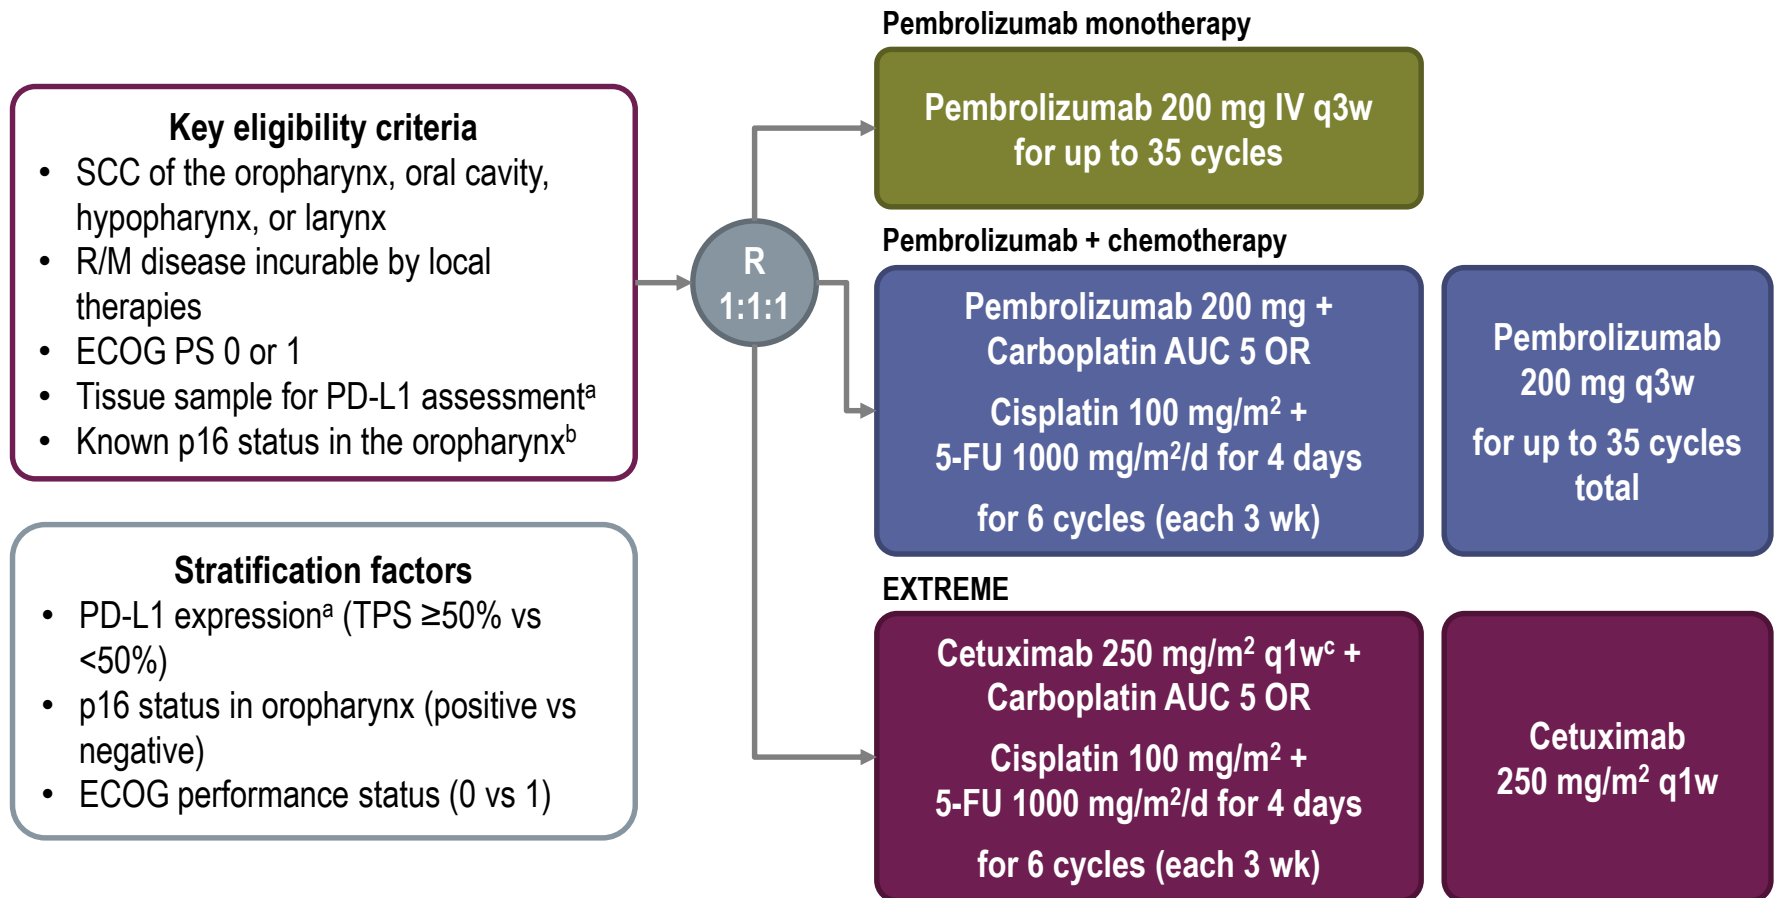 Key eligibility criteria
• SCC of the oropharynx, oral cavity,
hypopharynx, or larynx
• R/M disease incurable by local
therapies
• ECOG PS 0 or 1
• Tissue sample for PD-L1 assessmentᵃ
• Known p16 status in the oropharynxᵇ
Stratification factors
• PD-L1 expressionᵃ (TPS ≥50% vs
<50%)
• p16 status in oropharynx (positive vs
negative)
• ECOG performance status (0 vs 1)
R
1:1:1
Pembrolizumab monotherapy
Pembrolizumab 200 mg IV q3w
for up to 35 cycles
Pembrolizumab + chemotherapy
Pembrolizumab 200 mg +
Carboplatin AUC 5 OR
Cisplatin 100 mg/m² +
5-FU 1000 mg/m²/d for 4 days
for 6 cycles (each 3 wk)
Pembrolizumab
200 mg q3w
for up to 35 cycles
total
EXTREME
Cetuximab 250 mg/m² q1wᶜ +
Carboplatin AUC 5 OR
Cisplatin 100 mg/m² +
5-FU 1000 mg/m²/d for 4 days
for 6 cycles (each 3 wk)
Cetuximab
250 mg/m² q1w